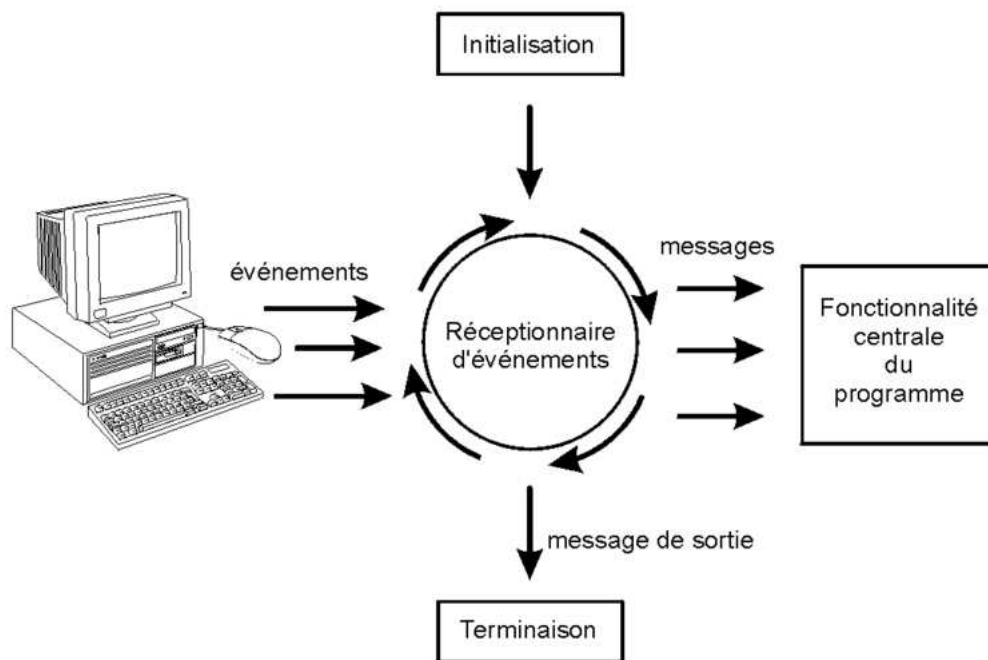 Initialisation
événements
messages
Réceptionnaire
d'événements
Fonctionnalité
centrale
du
programme
message de sortie
Terminaison